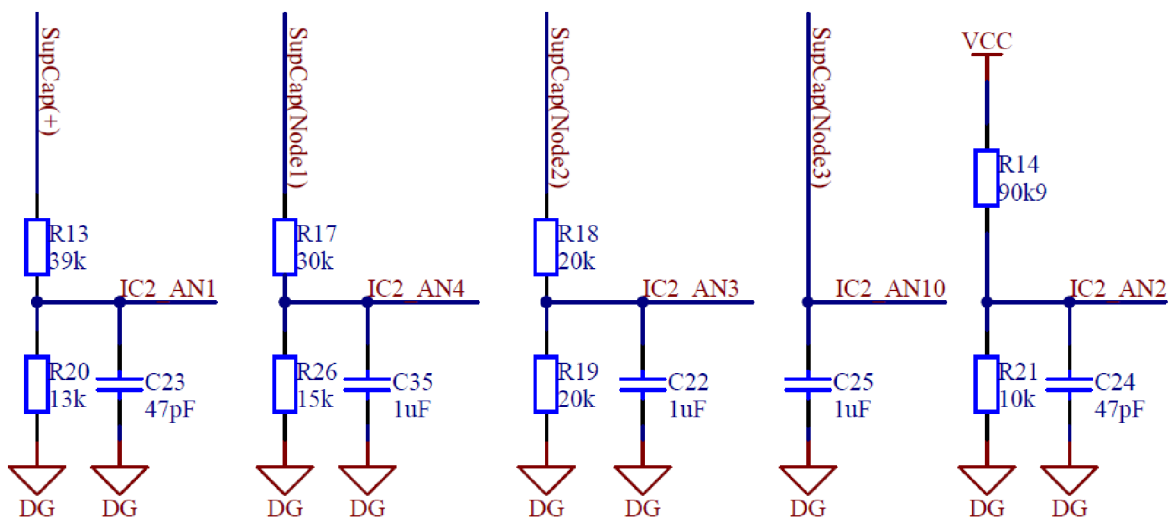 SupCap(+)
R13
39k
IC2_AN1
R20
13k
C23
47pF
DG
DG
SupCap(Node1)
R17
30k
IC2_AN4
R26
15k
C35
1uF
DG
DG
SupCap(Node2)
R18
20k
IC2_AN3
R19
20k
C22
1uF
DG
DG
SupCap(Node3)
IC2_AN10
C25
1uF
DG
VCC
R14
90k9
IC2_AN2
R21
10k
C24
47pF
DG
DG